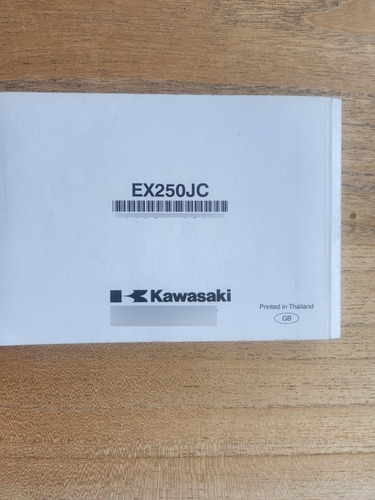 EX250JC
Kawasaki
Printed in Thailand
GB